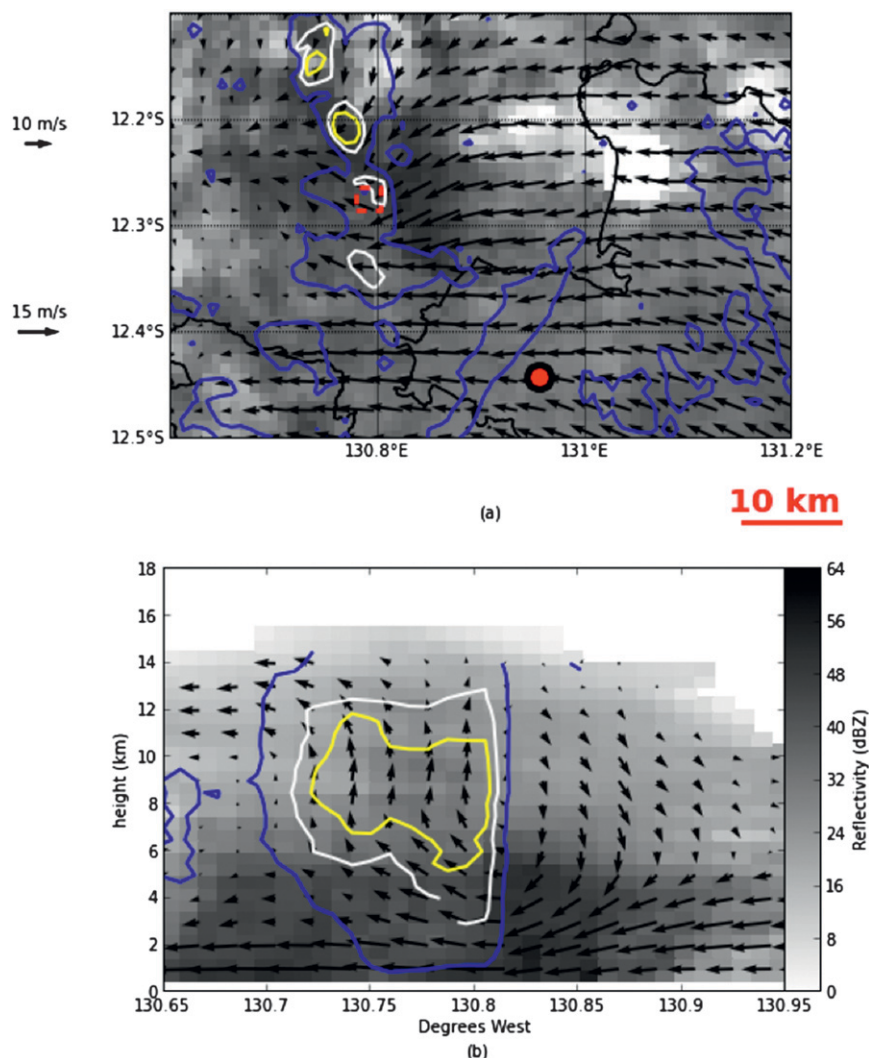 10 m/s
15 m/s
12.2°S
12.3°S
12.4°S
12.5°S
130.8°E 131°E 131.2°E
(a)
10 km
height (km)
18
16
14
12
10
8
6
4
2
0
130.65 130.7 130.75 130.8 130.85 130.9 130.95
Degrees West
64
56
48
40
32
24
16
8
0
Reflectivity (dBZ)
(b)